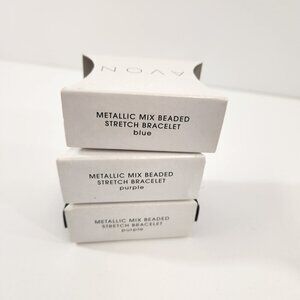 AVON
METALLIC MIX BEADED
STRETCH BRACELET
blue
METALLIC MIX BEADED
STRETCH BRACELET
purple
METALLIC MIX BEADED
STRETCH BRACELET
purple